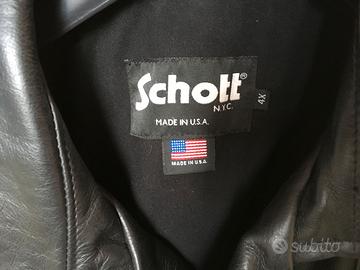 Schott®
N.Y.C.
MADE IN U.S.A.
4X
MADE IN U.S.A.
subito